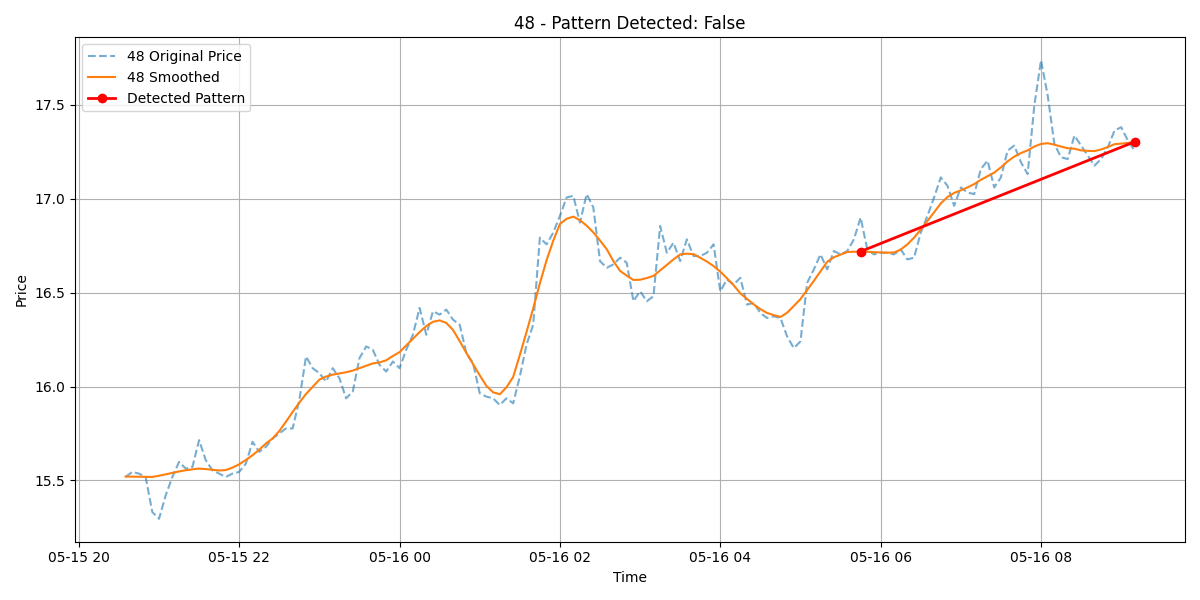 48 - Pattern Detected: False
48 Original Price
48 Smoothed
Detected Pattern
Price
17.5
17.0
16.5
16.0
15.5
05-15 20
05-15 22
05-16 00
05-16 02
05-16 04
05-16 06
05-16 08
Time